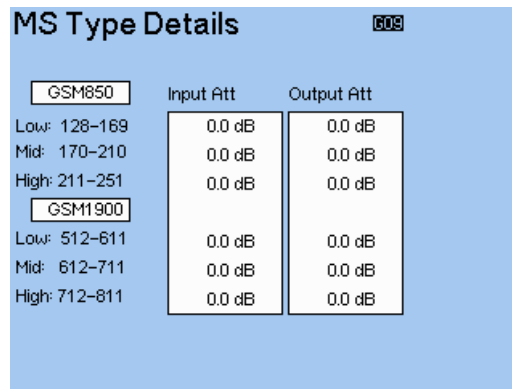 MS Type Details G09
GSM850 Input Att Output Att
Low: 128-169 0.0 dB 0.0 dB
Mid: 170-210 0.0 dB 0.0 dB
High: 211-251 0.0 dB 0.0 dB
GSM1900
Low: 512-611 0.0 dB 0.0 dB
Mid: 612-711 0.0 dB 0.0 dB
High: 712-811 0.0 dB 0.0 dB